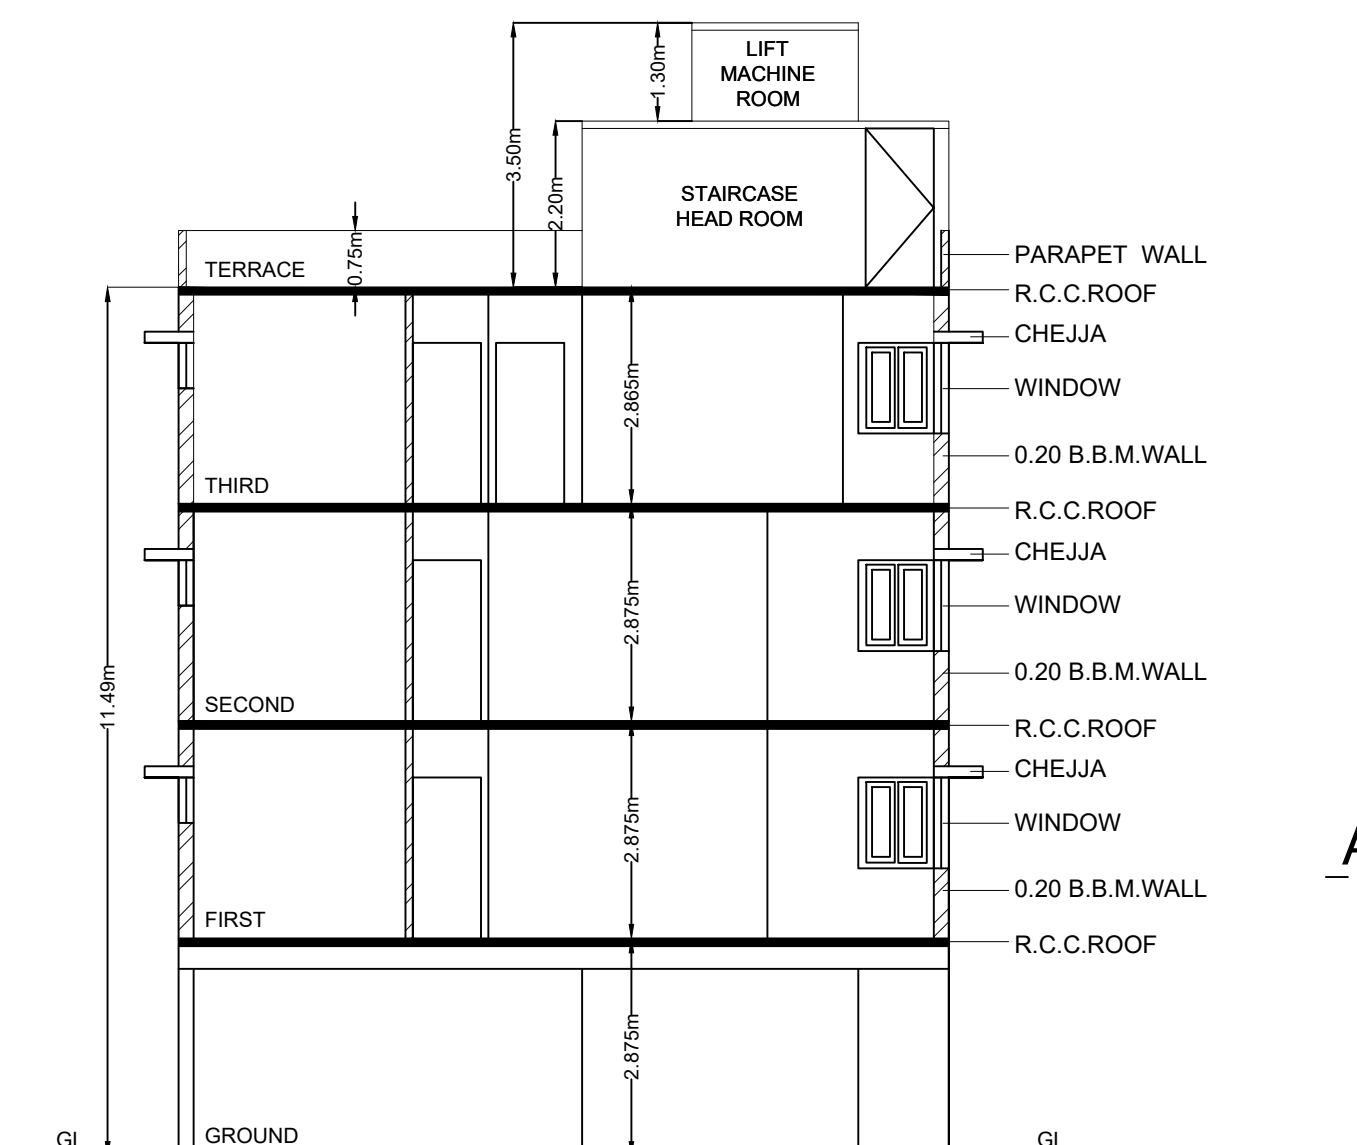 LIFT
MACHINE
ROOM
1.30m
3.50m
2.20m
STAIRCASE
HEAD ROOM
0.75m
TERRACE
PARAPET WALL
R.C.C.ROOF
CHEJJA
WINDOW
2.865m
0.20 B.B.M.WALL
THIRD
R.C.C.ROOF
CHEJJA
WINDOW
2.875m
0.20 B.B.M.WALL
11.49m
SECOND
R.C.C.ROOF
CHEJJA
WINDOW
2.875m
0.20 B.B.M.WALL
FIRST
R.C.C.ROOF
2.875m
GROUND